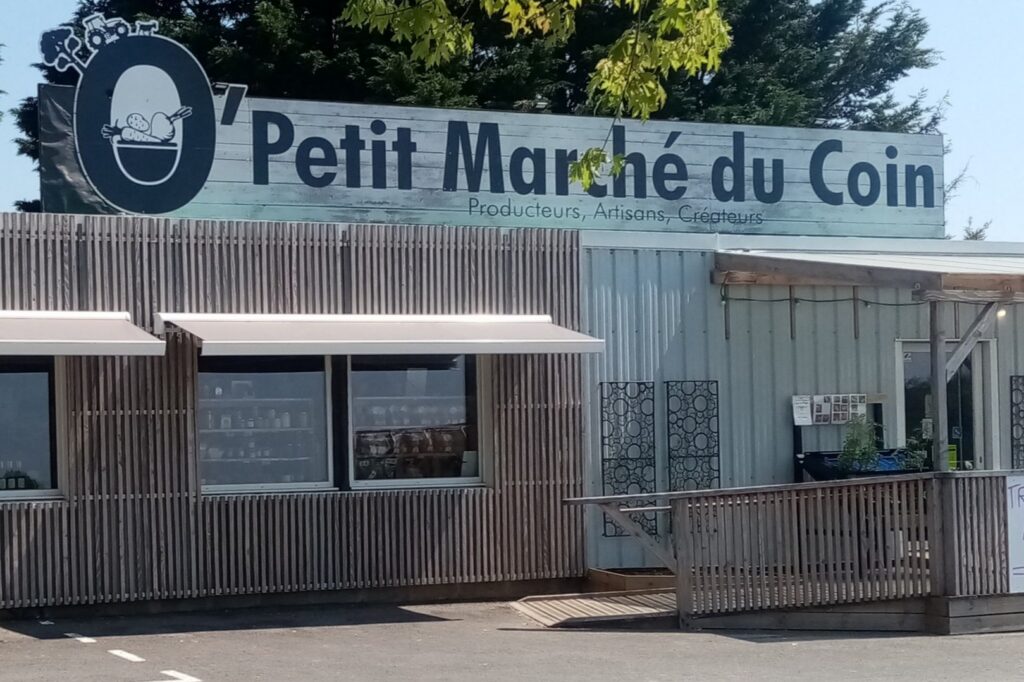 O' Petit Marché du Coin
Producteurs, Artisans, Créateurs